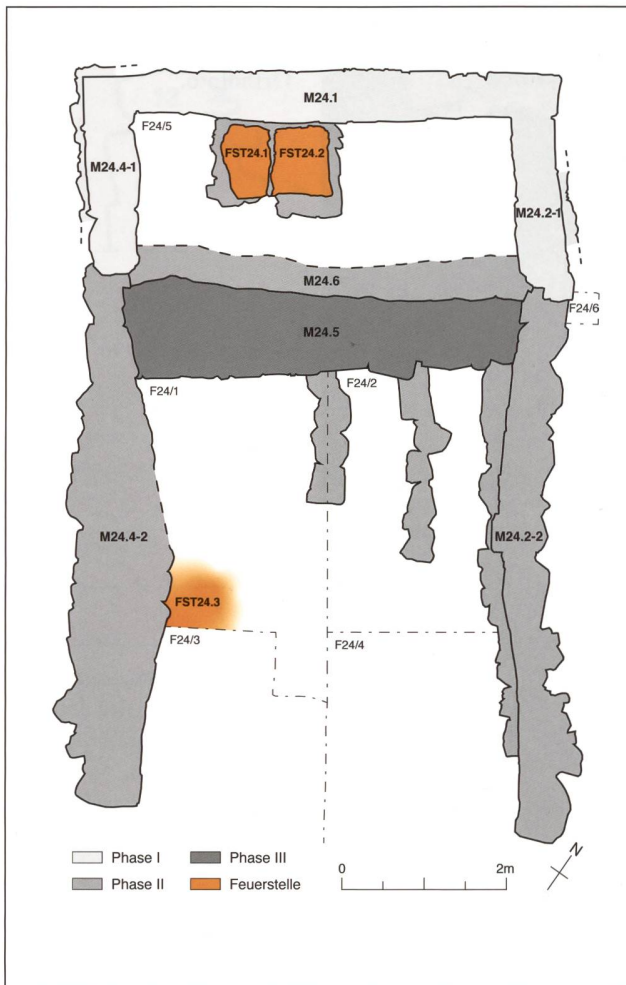 M24.1
F24/5
FST24.1 FST24.2
M24.4-1
M24.2-1
M24.6
F24/6
M24.5
F24/1 F24/2
M24.4-2 M24.2-2
FST24.3
F24/3 F24/4
Phase I Phase III
Phase II Feuerstelle
0 2m
N